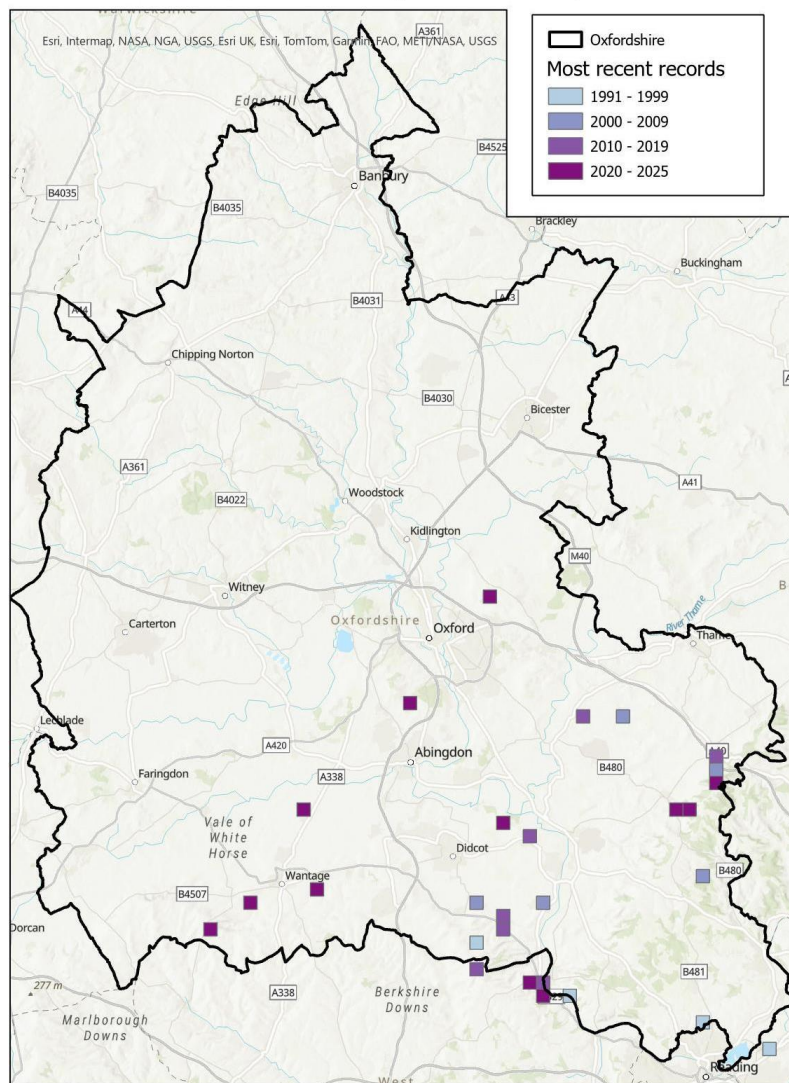 Warwickshire
A361
Esri, Intermap, NASA, NGA, USGS, Esri UK, Esri, TomTom, Garmin, FAO, METI/NASA, USGS
Oxfordshire
Most recent records
1991 - 1999
2000 - 2009
2010 - 2019
2020 - 2025
Edge Hill
B4525
Banbury
B4035
B4035
Brackley
Buckingham
B4031
A43
A44
Chipping Norton
B4030
Bicester
A361
B4022
Woodstock
A41
Kidlington
M40
Witney
B
Carterton
Oxfordshire
Oxford
River Thame
Thame
Lechlade
A420
Abingdon
A40
B480
Faringdon
A338
Vale of
White
Horse
Didcot
B480
Wantage
B4507
Dorcan
277 m
A338
Berkshire
Downs
B481
Marlborough
Downs
West
Reading